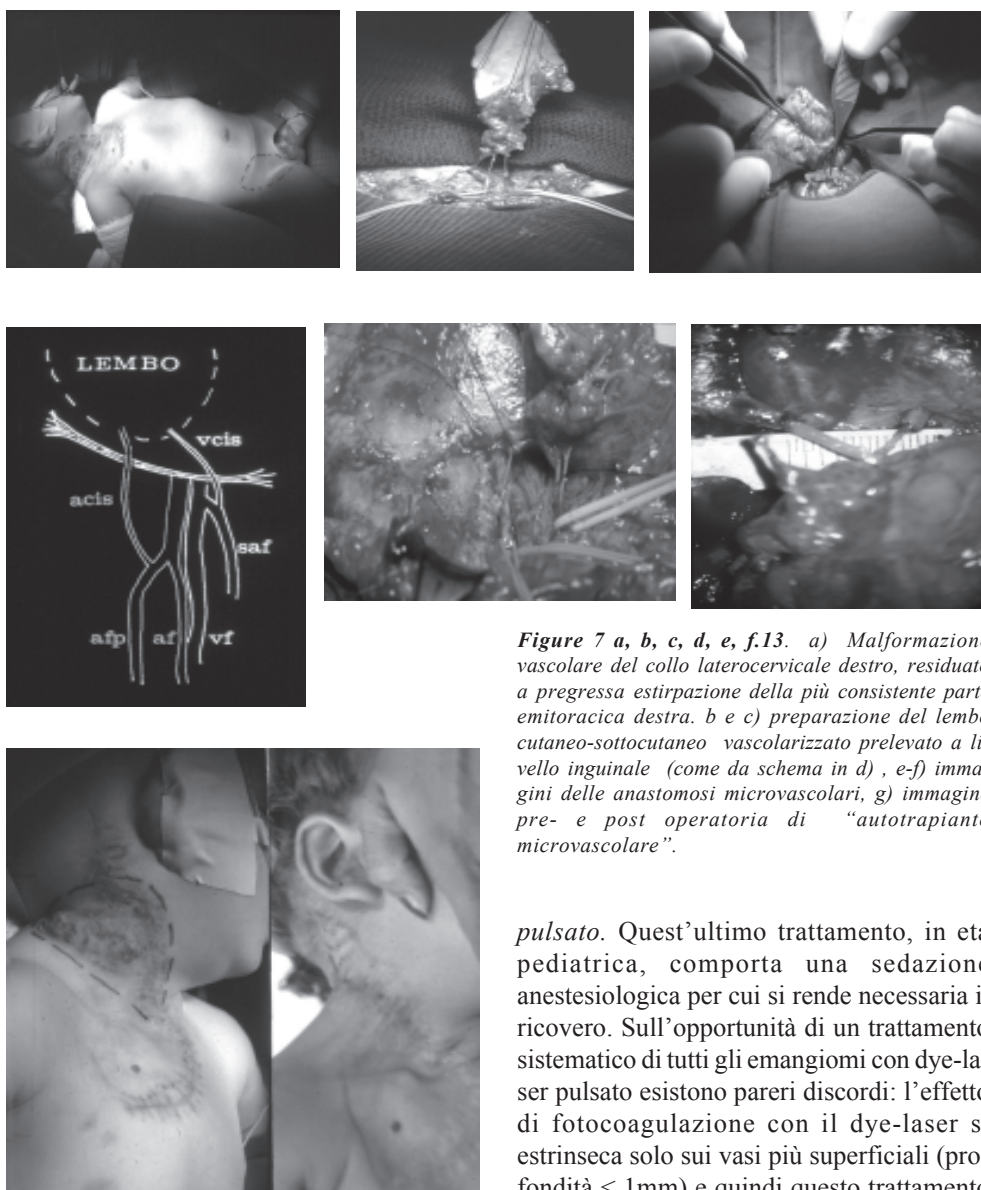 LEMBO
vcis
acis
saf
afp
af
vf
Figure 7 a, b, c, d, e, f.13. a) Malformazione
vascolare del collo laterocervicale destro, residuat
a pregressa estirpazione della più consistente part
emitoracica destra. b e c) preparazione del lembo
cutaneo-sottocutaneo vascolarizzato prelevato a li
vello inguinale (come da schema in d) , e-f) imma
gini delle anastomosi microvascolari, g) immagin
pre- e post operatoria di “autotrapianto
microvascolare”.
pulsato. Quest’ultimo trattamento, in età
pediatrica, comporta una sedazione
anestesiologica per cui si rende necessaria i
ricovero. Sull’opportunità di un trattamento
sistematico di tutti gli emangiomi con dye-la
ser pulsato esistono pareri discordi: l’effetto
di fotocoagulazione con il dye-laser s
estrinseca solo sui vasi più superficiali (pro
fondità < 1mm) e quindi questo trattamento